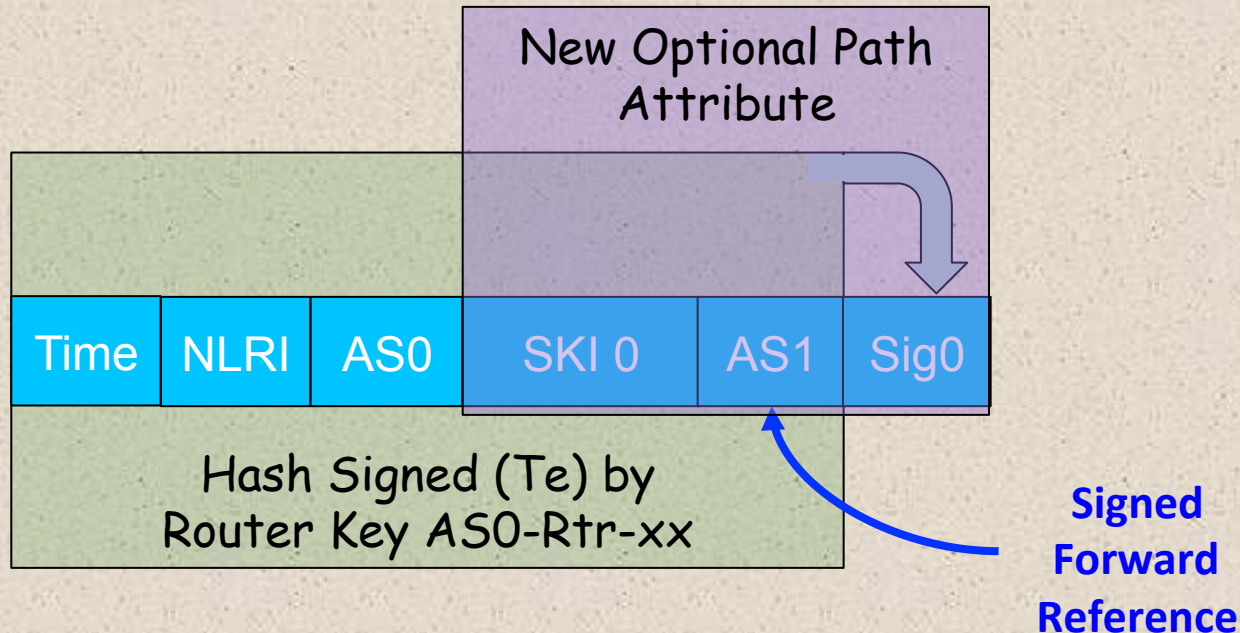 New Optional Path
Attribute
Time NLRI AS0 SKI 0 AS1 Sig0
Hash Signed (Te) by
Router Key AS0-Rtr-xx
Signed
Forward
Reference